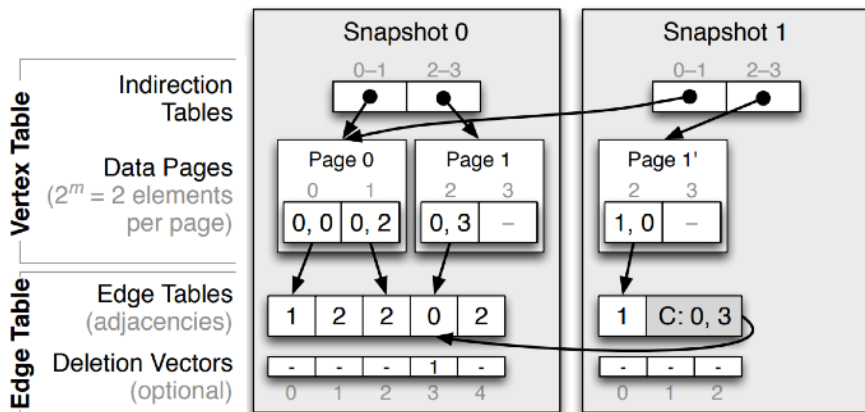 Snapshot 0
Snapshot 1
Vertex Table
Indirection
Tables
0–1 2–3
0–1 2–3
Data Pages
(2^m = 2 elements
per page)
Page 0
0 1
0, 0 0, 2
Page 1
2 3
0, 3 –
Page 1'
2 3
1, 0 –
Edge Table
Edge Tables
(adjacencies)
1 2 2 0 2
1 C: 0, 3
Deletion Vectors
(optional)
- - - 1 -
0 1 2 3 4
- - -
0 1 2